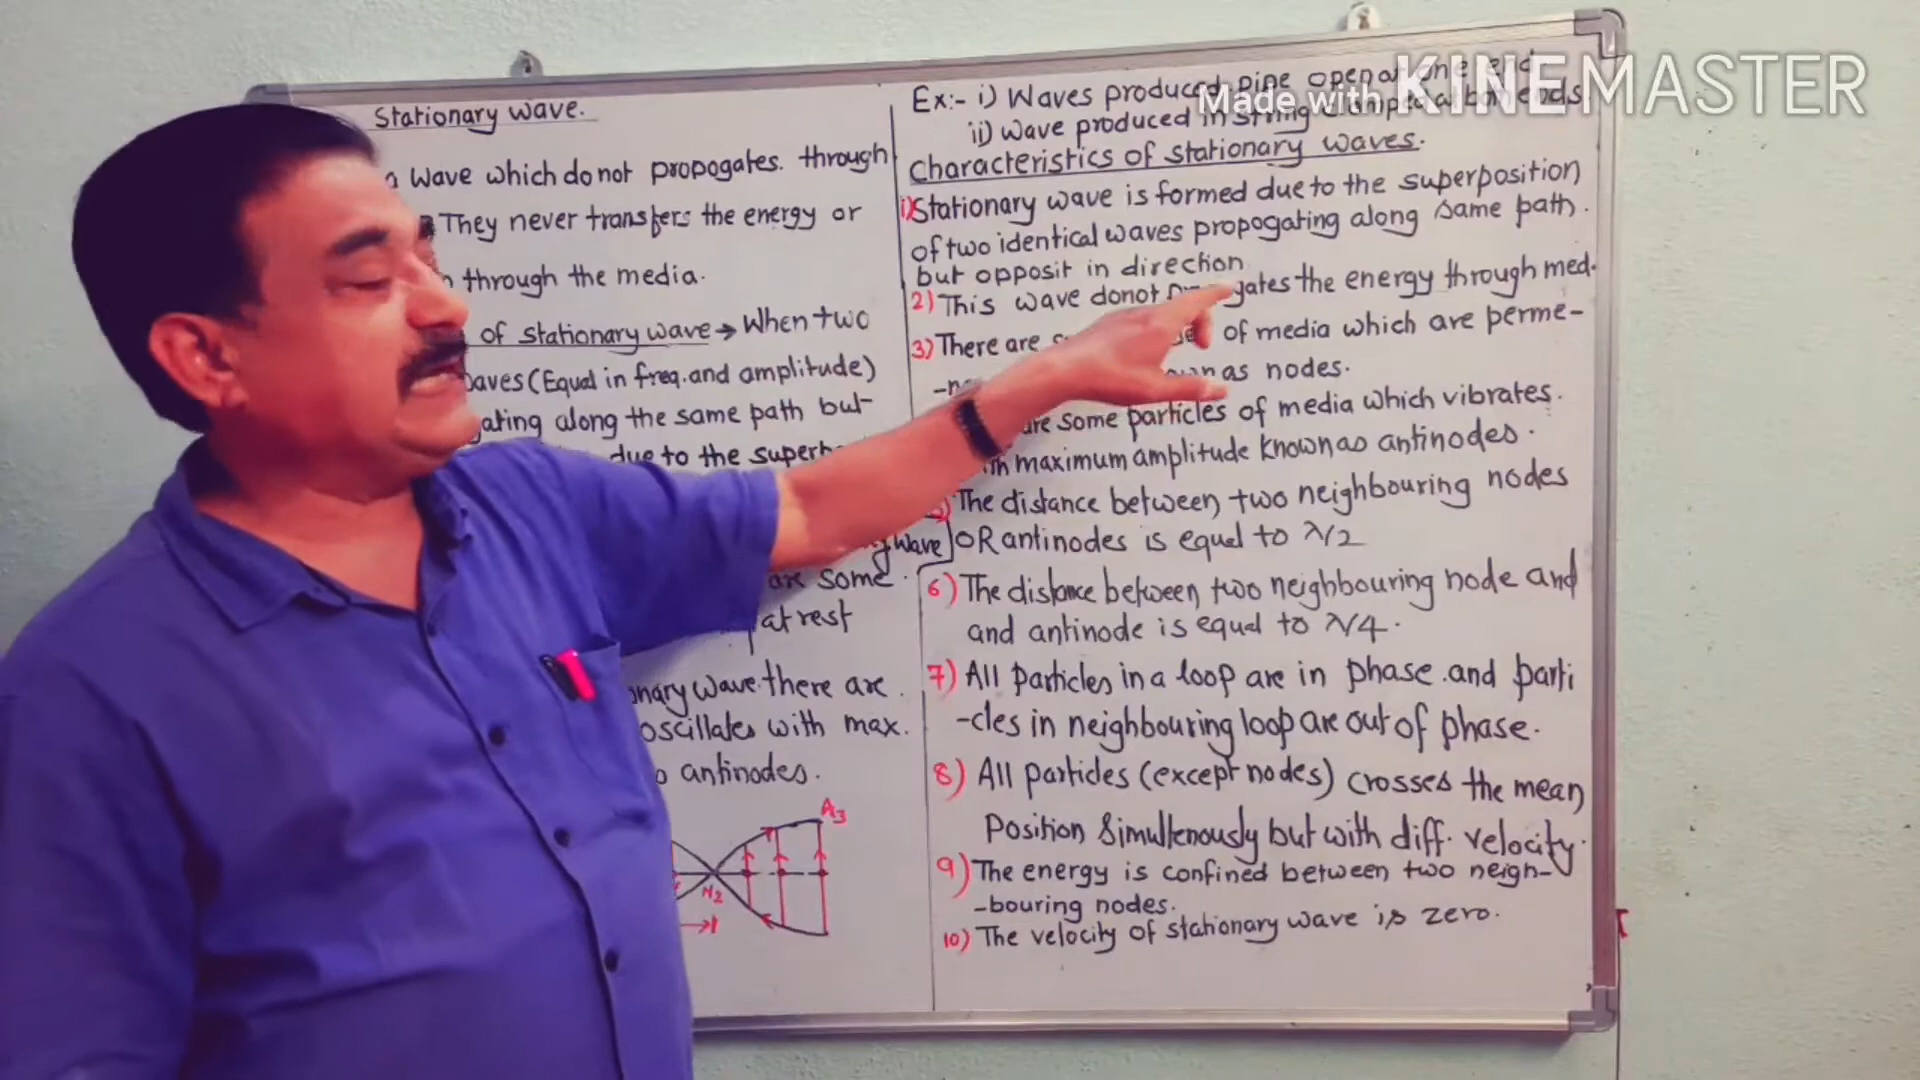 Stationary wave.
a wave which do not propogates. through
They never transfers the energy or
through the media.
of stationary wave → When two
(Equal in freq. and amplitude)
along the same path but-
due to the
wave
are some
at rest
wave there are
oscillates with max.
antinodes.
A3
N2
Ex:- i) Waves produced pipe open
ii) Wave produced in string
Characteristics of stationary waves.
1) Stationary wave is formed due to the superposition
of two identical waves propogating along same path.
but opposit in direction
2) This wave donot the energy through med.
3) There are of media which are perme-
as nodes.
are some particles of media which vibrates.
maximum amplitude known as antinodes.
The distance between two neighbouring nodes
OR antinodes is equal to λ/2
6) The distance between two neighbouring node and
and antinode is equal to λ/4.
7) All particles in a loop are in phase. and parti
-cles in neighbouring loop are out of phase.
8) All particles (except nodes) crosses the mean
Position simultenously but with diff. velocity.
9) The energy is confined between two neigh-
-bouring nodes.
10) The velocity of stationary wave is zero.
Made with KINEMASTER